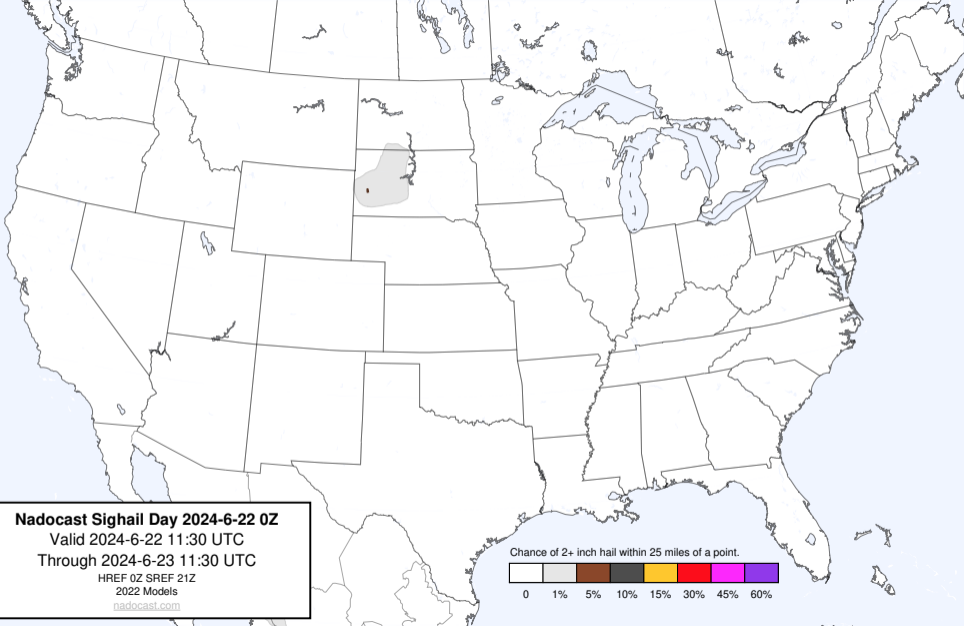 Nadocast Sighail Day 2024-6-22 0Z
Valid 2024-6-22 11:30 UTC
Through 2024-6-23 11:30 UTC
HREF 0Z SREF 21Z
2022 Models
nadocast.com
Chance of 2+ inch hail within 25 miles of a point.
0 1% 5% 10% 15% 30% 45% 60%